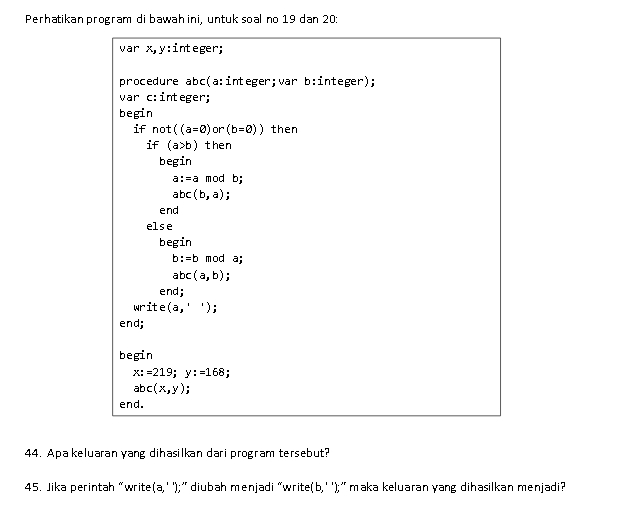 Perhatikan program di bawah ini, untuk soal no 19 dan 20:
var x,y:integer;
procedure abc(a:integer;var b:integer);
var c:integer;
begin
if not((a=0)or(b=0)) then
if (a>b) then
begin
a:=a mod b;
abc(b,a);
end
else
begin
b:=b mod a;
abc(a,b);
end;
write(a,' ');
end;
begin
x:=219; y:=168;
abc(x,y);
end.
44. Apa keluaran yang dihasilkan dari program tersebut?
45. Jika perintah “write(a,' ');” diubah menjadi “write(b,' ');” maka keluaran yang dihasilkan menjadi?